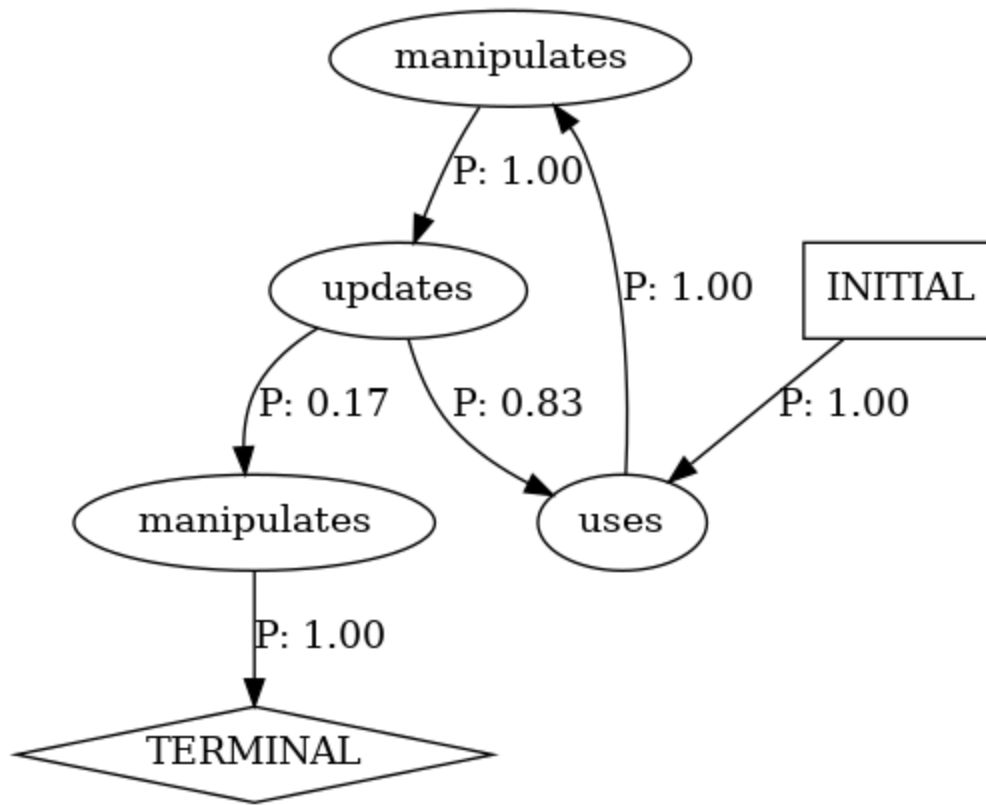 manipulates
P: 1.00
updates
P: 1.00
INITIAL
P: 0.17
P: 0.83
P: 1.00
manipulates
uses
P: 1.00
TERMINAL